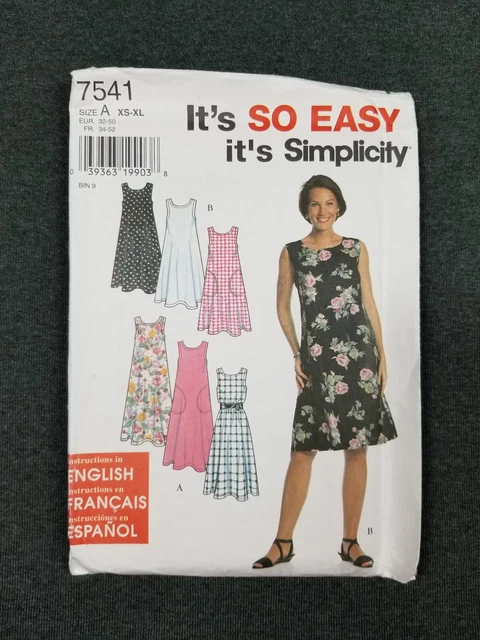 7541
SIZE A XS-XL
EUR. 32-50
FR. 34-52
0 39363 19903 8
BIN 9
It's SO EASY
it's Simplicity
B
A
B
Instructions in
ENGLISH
Instructions en
FRANÇAIS
Instrucciónes en
ESPAÑOL